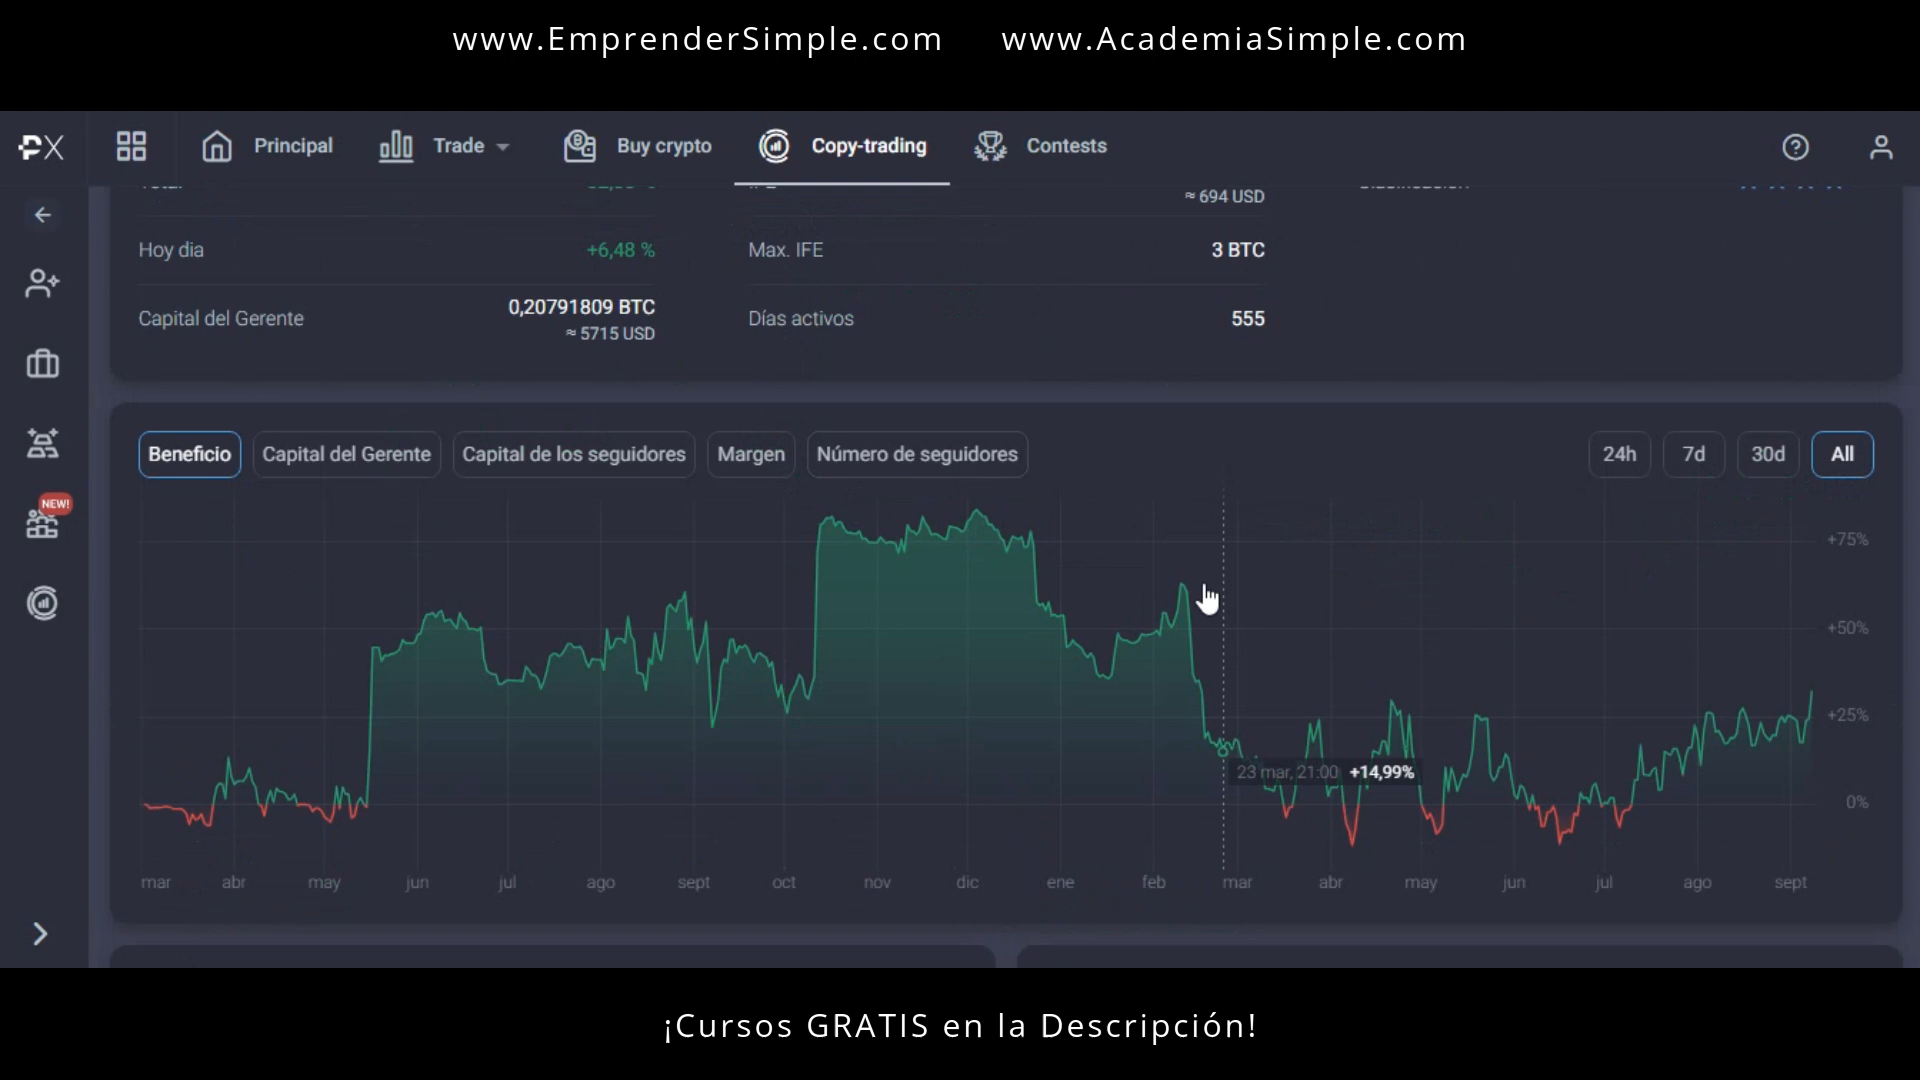 www.EmprenderSimple.com www.AcademiaSimple.com
PX Principal Trade Buy crypto Copy-trading Contests
≈ 694 USD
Hoy dia +6,48 % Max. IFE 3 BTC
Capital del Gerente 0,20791809 BTC Días activos 555
≈ 5715 USD
Beneficio Capital del Gerente Capital de los seguidores Margen Número de seguidores 24h 7d 30d All
NEW!
+75%
+50%
+25%
23 mar, 21:00 +14,99%
0%
mar abr may jun jul ago sept oct nov dic ene feb mar abr may jun jul ago sept
¡Cursos GRATIS en la Descripción!